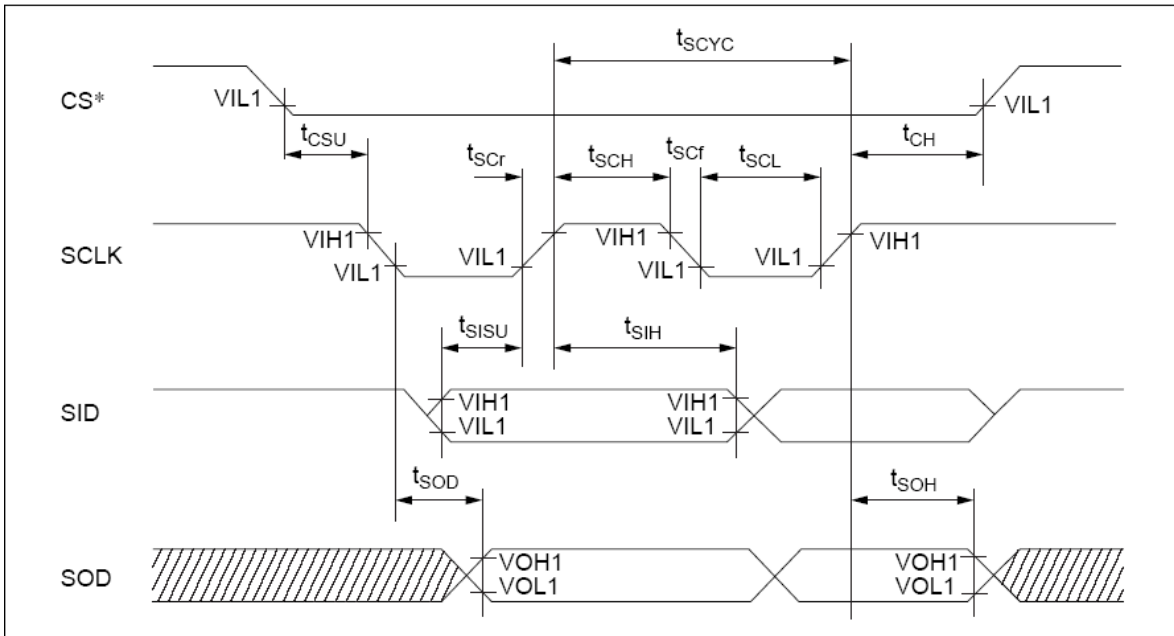 tSCYC
CS*
VIL1
VIL1
tCSU
tSCr
tSCH
tSCf
tSCL
tCH
SCLK
VIH1
VIL1
VIL1
VIH1
VIL1
VIL1
VIH1
tSISU
tSIH
SID
VIH1
VIL1
VIH1
VIL1
tSOD
tSOH
SOD
VOH1
VOL1
VOH1
VOL1